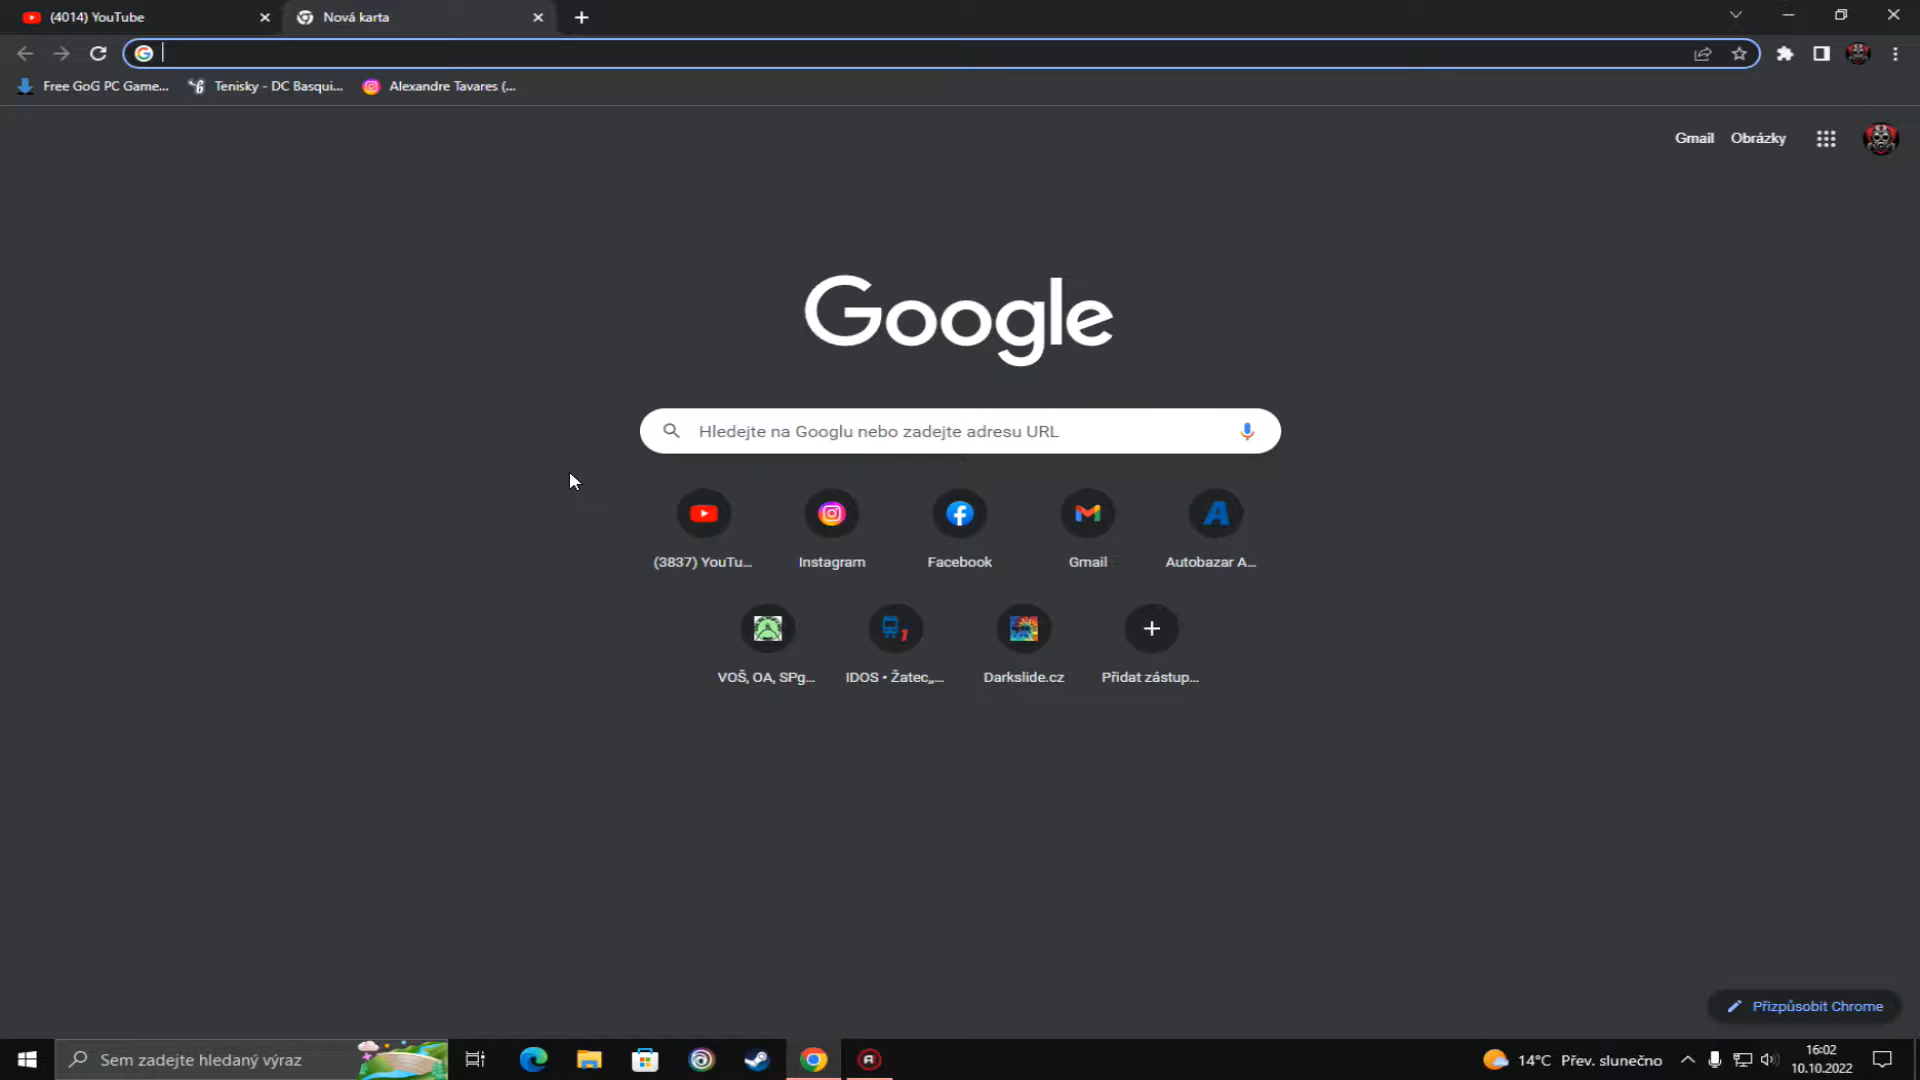 (4014) YouTube
Nová karta
Free GoG PC Game...
Tenisky - DC Basqui...
Alexandre Tavares (...
Gmail
Obrázky
Google
Hledejte na Googlu nebo zadejte adresu URL
(3837) YouTu...
Instagram
Facebook
Gmail
Autobazar A...
VOŠ, OA, SPg...
IDOS • Žatec,,...
Darkslide.cz
Přidat zástup...
Přizpůsobit Chrome
Sem zadejte hledaný výraz
14°C Přev. slunečno
16:02
10.10.2022